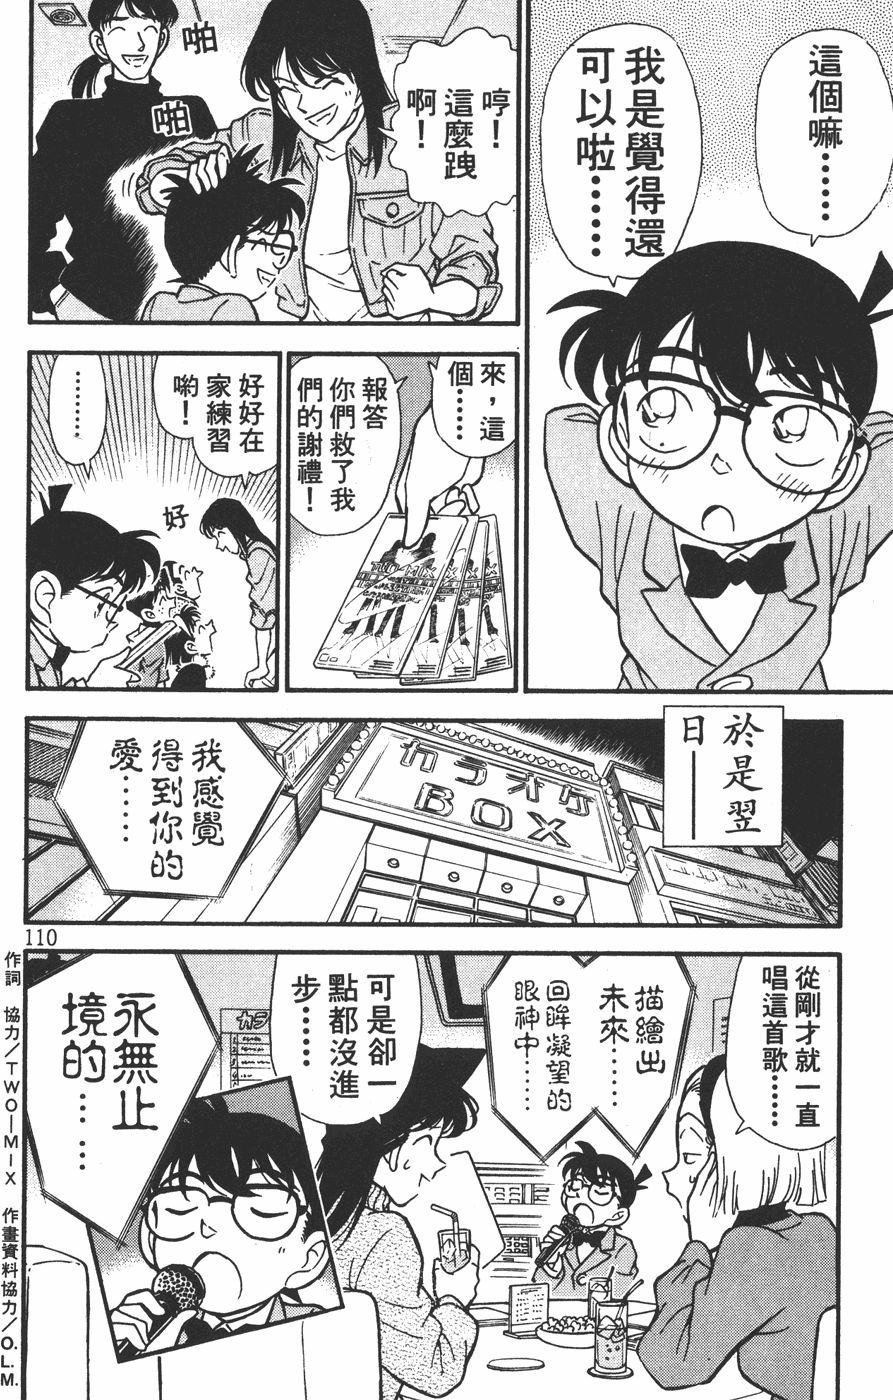 這個嘛……
我是覺得還
可以啦……
哼！
這麼跩
啊！
啪
啪
來，這
個……
報答
你們救了我
們的謝禮！
TWO-MIX
好好在
家練習
喲！
好
……
於是翌
日——
カラオケ
BOX
我感覺
得到你的
愛……
110
從剛才就一直
唱這首歌……
描繪出
未來……
回眸凝望的
眼神中……
可是卻一
點都沒進
步……
カラ
永無止
境的……
作詞　協力／TWO—MIX　作畫資料協力／O.L.M.